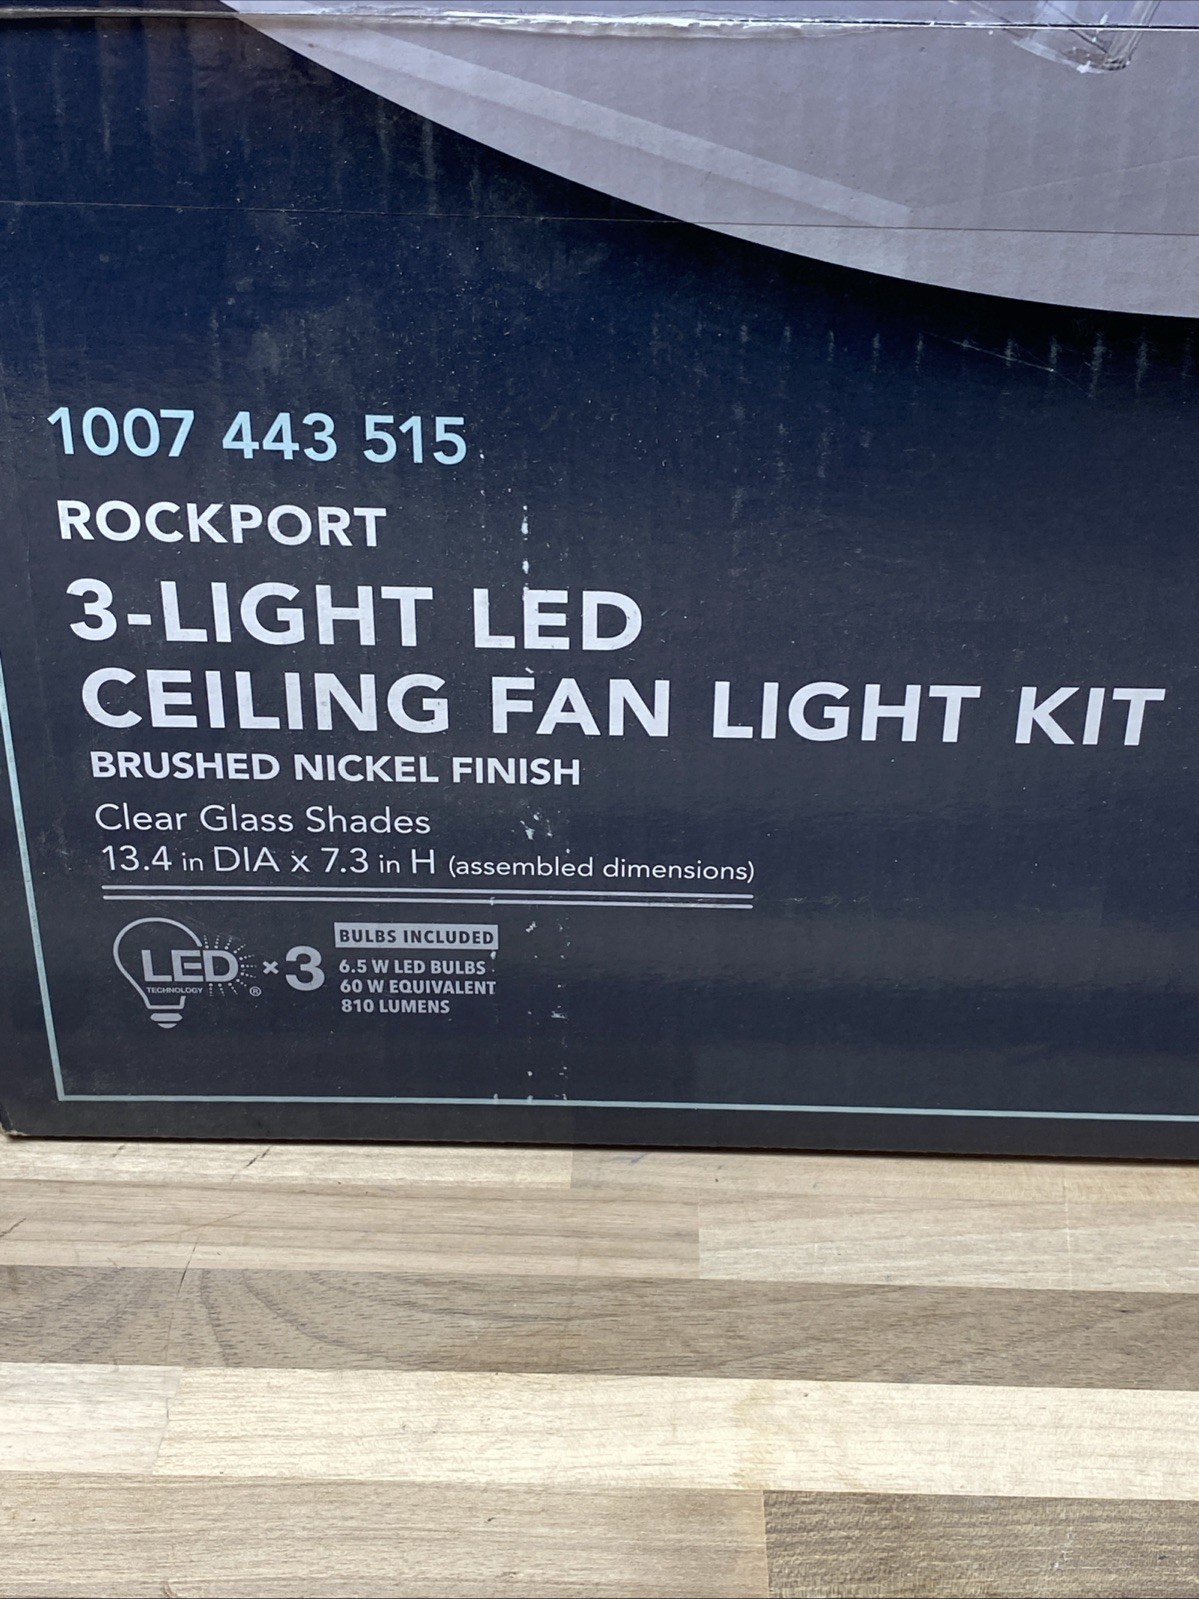 1007 443 515
ROCKPORT
3-LIGHT LED
CEILING FAN LIGHT KIT
BRUSHED NICKEL FINISH
Clear Glass Shades
13.4 in DIA x 7.3 in H (assembled dimensions)
LED
TECHNOLOGY ®
× 3
BULBS INCLUDED
6.5 W LED BULBS
60 W EQUIVALENT
810 LUMENS